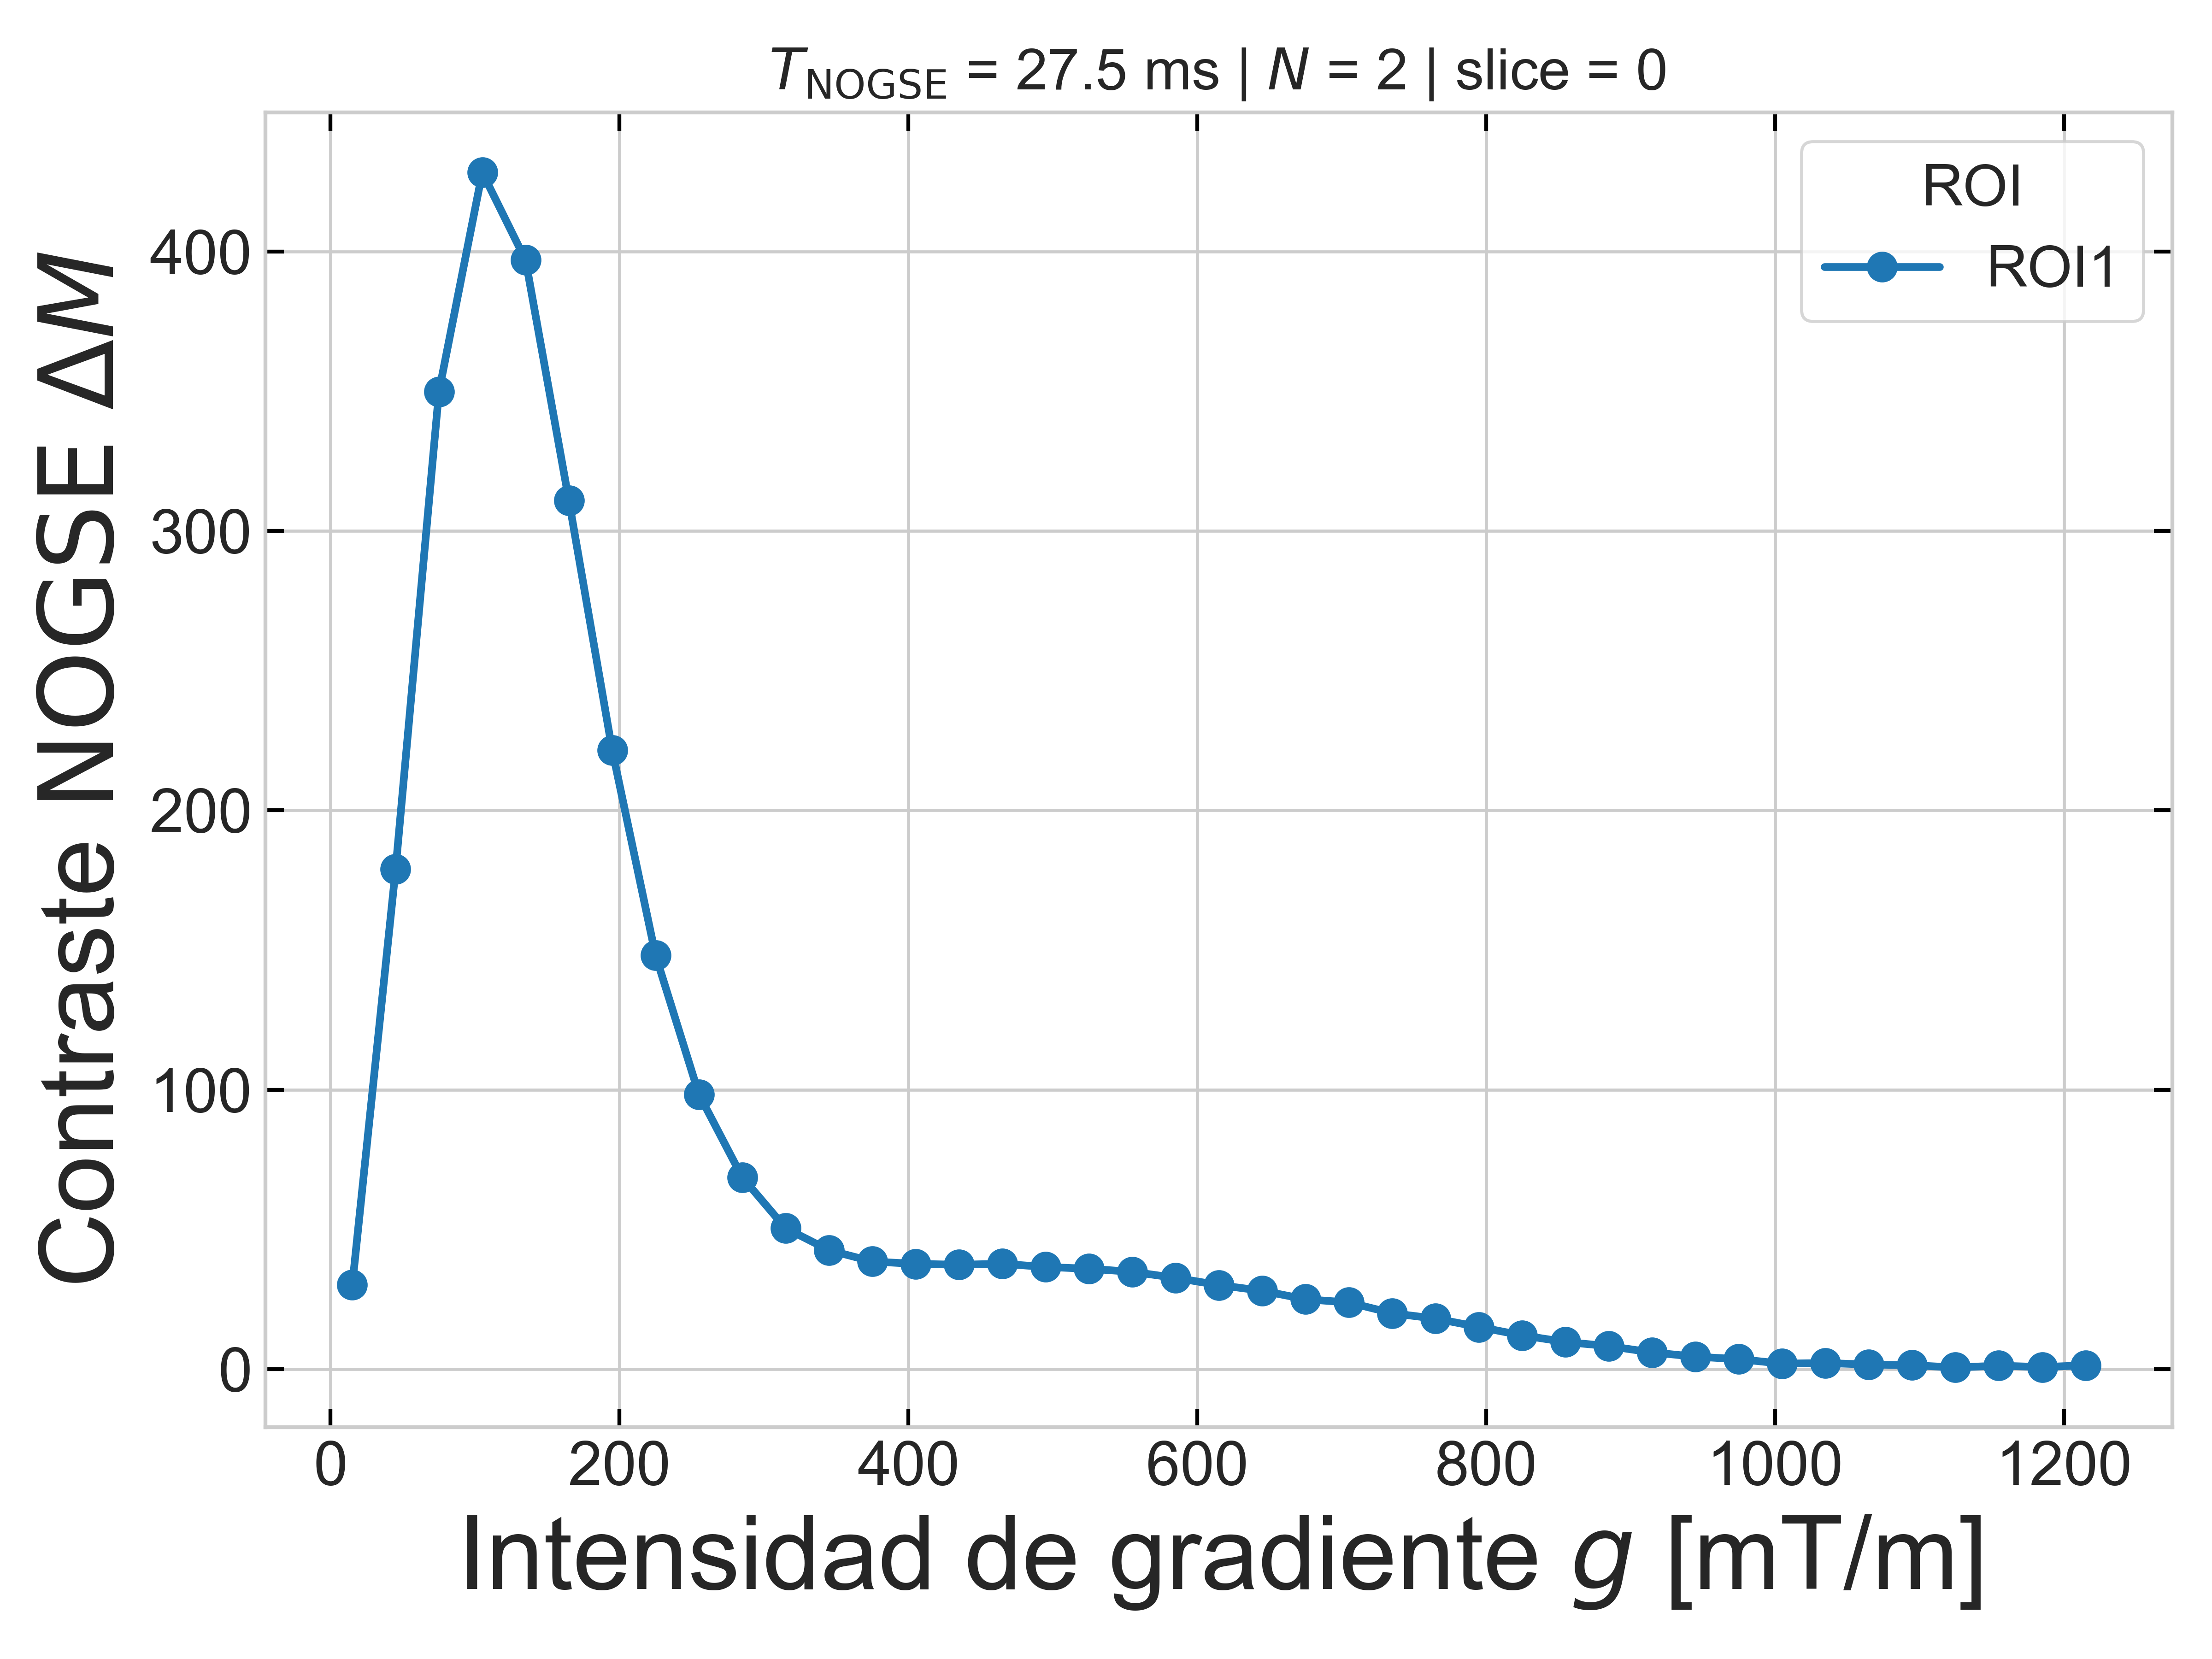 T_NOGSE = 27.5 ms | N = 2 | slice = 0
ROI
ROI1
Contraste NOGSE ΔM
400
300
200
100
0
0 200 400 600 800 1000 1200
Intensidad de gradiente g [mT/m]